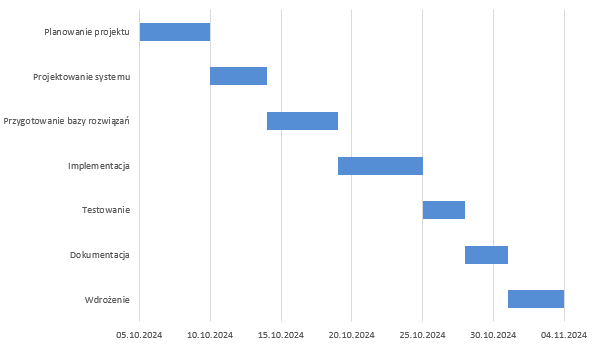 Planowanie projektu
Projektowanie systemu
Przygotowanie bazy rozwiązań
Implementacja
Testowanie
Dokumentacja
Wdrożenie
05.10.2024 10.10.2024 15.10.2024 20.10.2024 25.10.2024 30.10.2024 04.11.2024